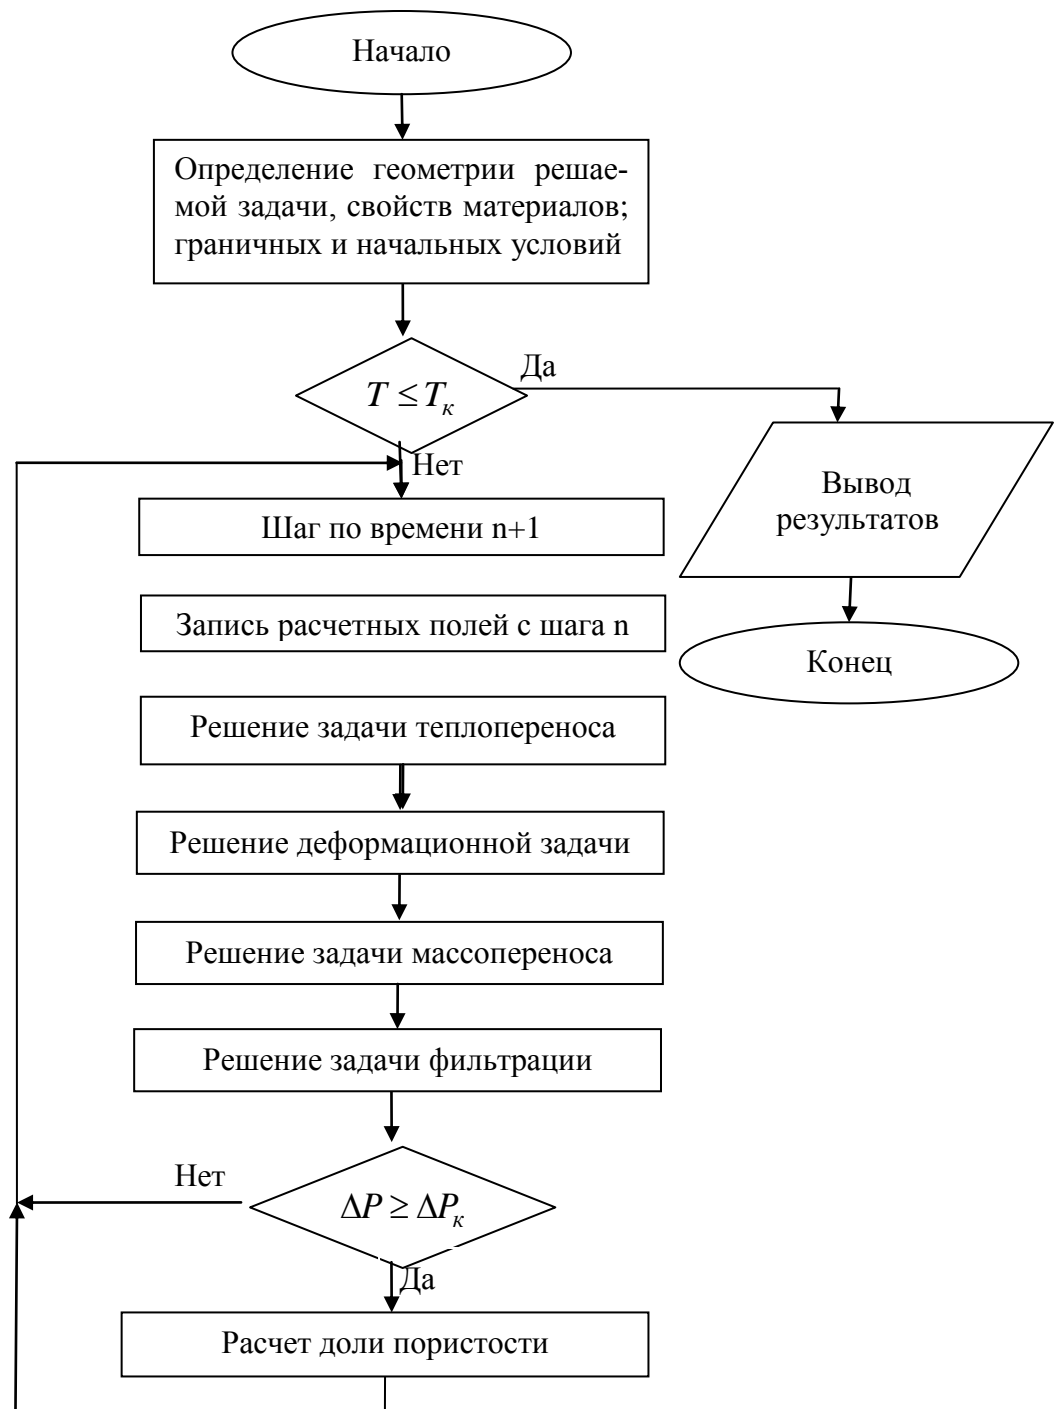 Начало
Определение геометрии решае-
мой задачи, свойств материалов;
граничных и начальных условий
T ≤ Tк
Да
Нет
Вывод
результатов
Шаг по времени n+1
Запись расчетных полей с шага n
Конец
Решение задачи теплопереноса
Решение деформационной задачи
Решение задачи массопереноса
Решение задачи фильтрации
Нет
ΔP ≥ ΔPк
Да
Расчет доли пористости